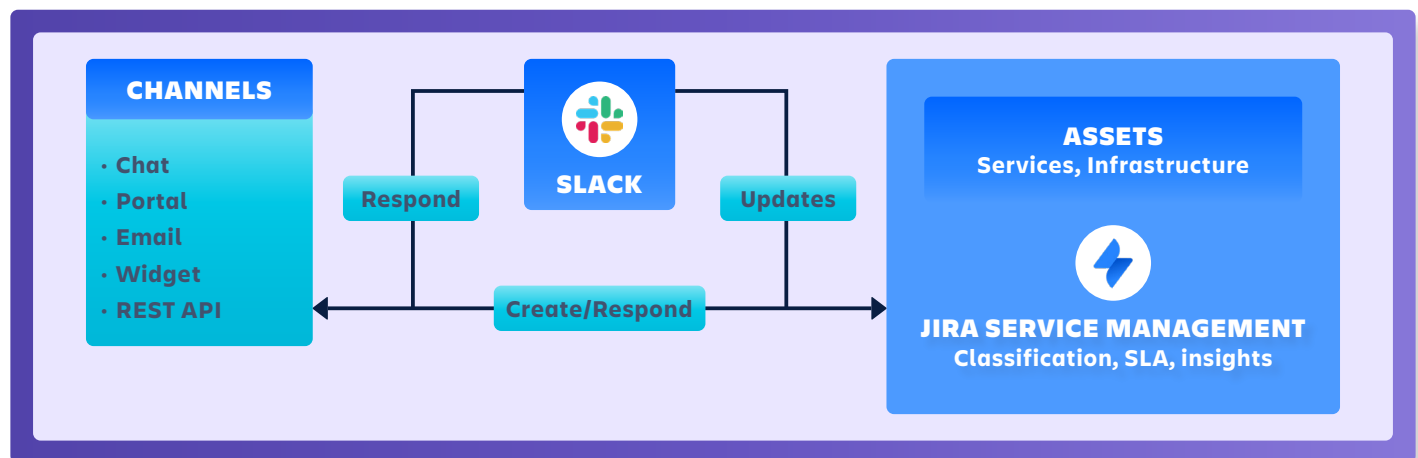 CHANNELS
· Chat
· Portal
· Email
· Widget
· REST API
Respond
SLACK
Updates
Create/Respond
ASSETS
Services, Infrastructure
JIRA SERVICE MANAGEMENT
Classification, SLA, insights